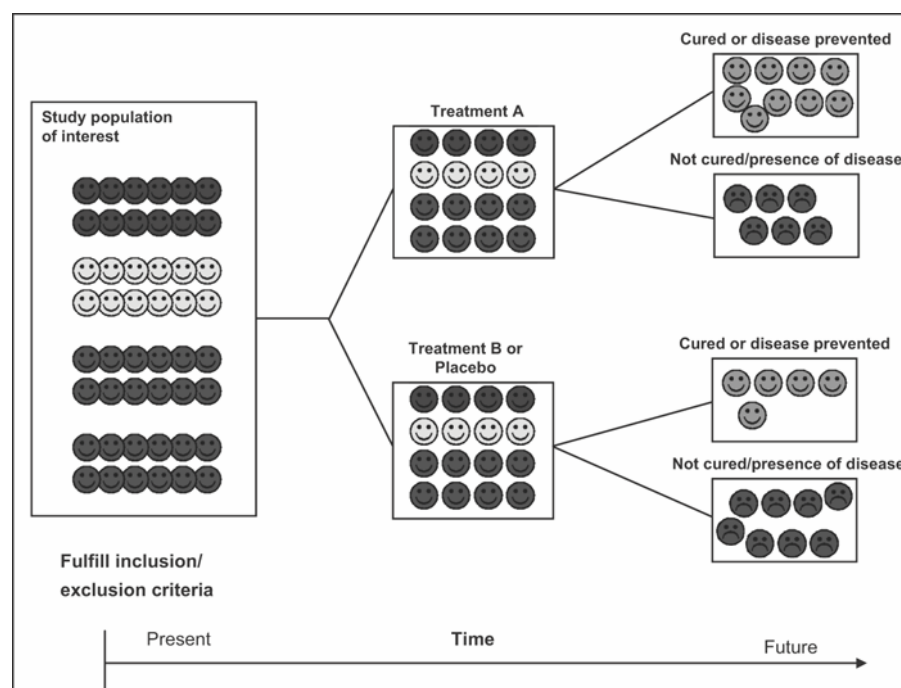 Study population
of interest
Fulfill inclusion/
exclusion criteria
Treatment A
Treatment B or
Placebo
Cured or disease prevented
Not cured/presence of disease
Cured or disease prevented
Not cured/presence of disease
Present
Time
Future